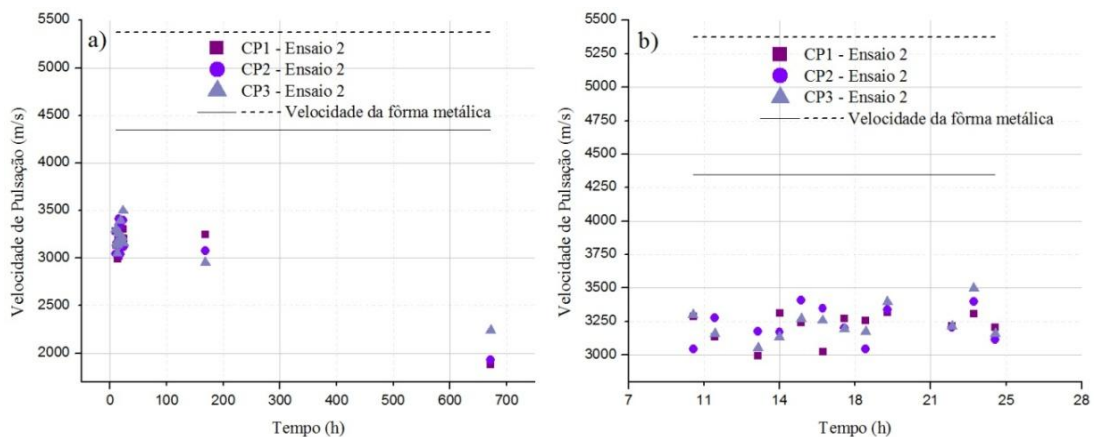 a)
CP1 - Ensaio 2
CP2 - Ensaio 2
CP3 - Ensaio 2
Velocidade da fôrma metálica
Velocidade de Pulsação (m/s)
5500
5000
4500
4000
3500
3000
2500
2000
0 100 200 300 400 500 600 700
Tempo (h)
b)
CP1 - Ensaio 2
CP2 - Ensaio 2
CP3 - Ensaio 2
Velocidade da fôrma metálica
Velocidade de Pulsação (m/s)
5500
5250
5000
4750
4500
4250
4000
3750
3500
3250
3000
7 11 14 18 21 25 28
Tempo (h)